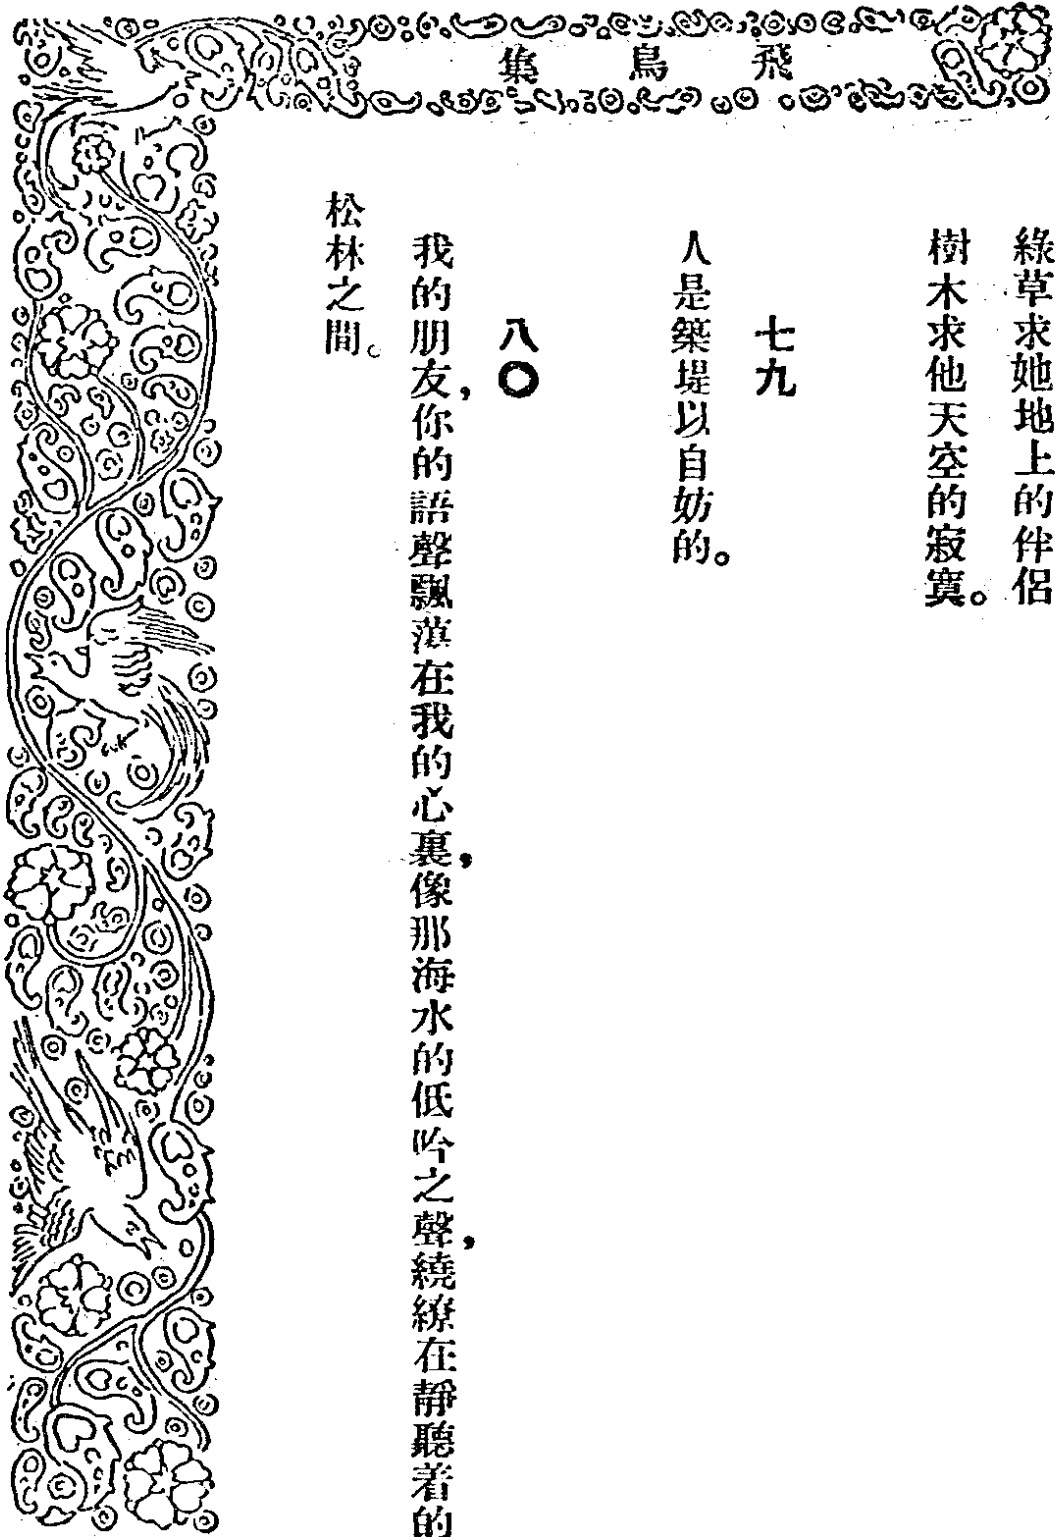 飛鳥集
綠草求她地上的伴侶
樹木求他天空的寂寞。
七九
人是築堤以自妨的。
八〇
我的朋友，你的語聲飄蕩在我的心裏，像那海水的低吟之聲，繞繚在靜聽着的
松林之間。